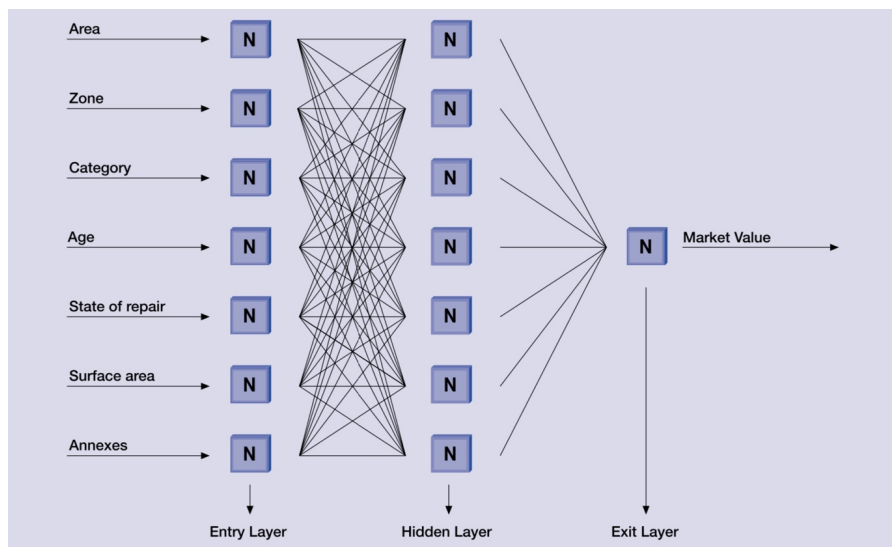 Area
N
N
Zone
N
N
Category
N
N
Age
N
N
N
Market Value
State of repair
N
N
Surface area
N
N
Annexes
N
N
Entry Layer
Hidden Layer
Exit Layer